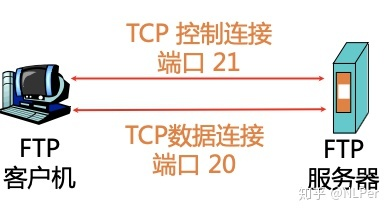 TCP 控制连接
端口 21
TCP数据连接
端口 20
FTP
客户机
FTP
服务器
知乎 @NLPer